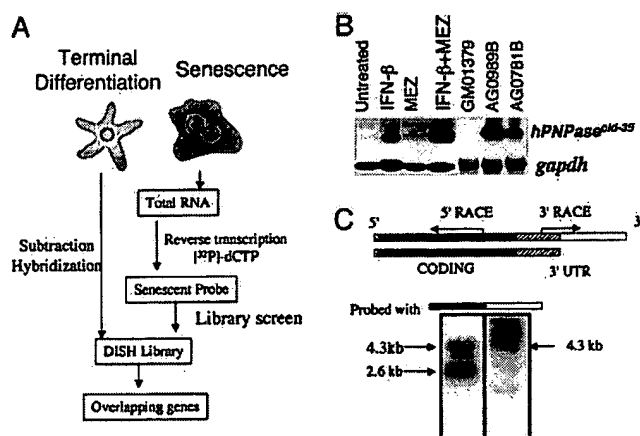 A
Terminal
Differentiation
Senescence
Total RNA
Reverse transcription
[³²P]-dCTP
Subtraction
Hybridization
Senescent Probe
Library screen
DISH Library
Overlapping genes
B
Untreated
IFN-β
MEZ
IFN-β+MEZ
GM01379
AG0989B
AG0781B
hPNPase^old-35
gapdh
C
5'
5' RACE
3' RACE
3'
CODING
3' UTR
Probed with
4.3kb
2.6 kb
4.3 kb